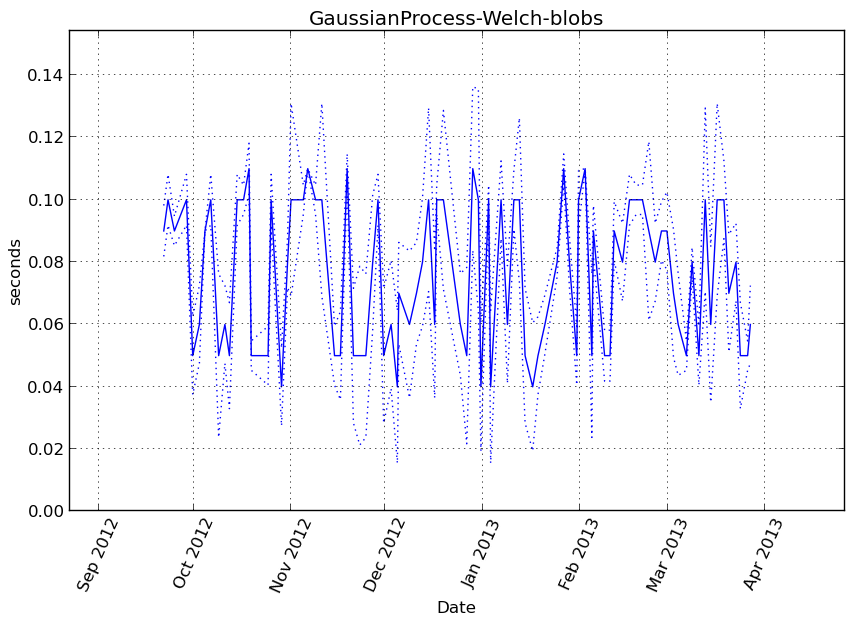 GaussianProcess-Welch-blobs
0.14
0.12
0.10
0.08
0.06
0.04
0.02
0.00
seconds
Sep 2012
Oct 2012
Nov 2012
Dec 2012
Jan 2013
Feb 2013
Mar 2013
Apr 2013
Date